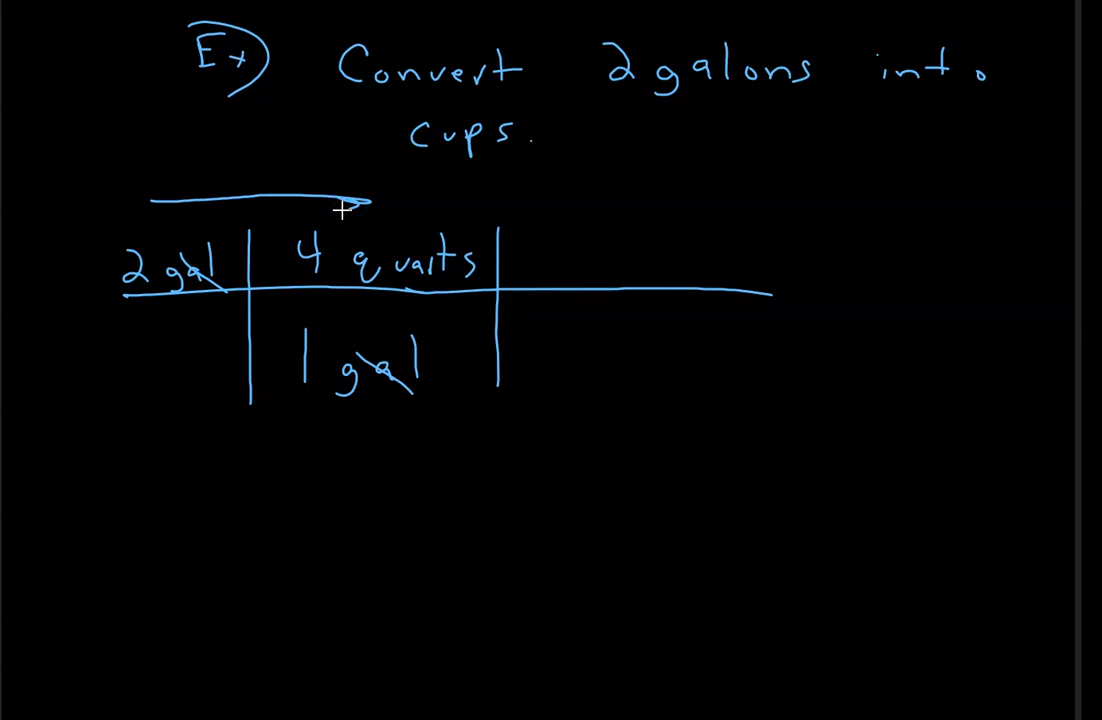 Ex) Convert 2 galons into
cups.
2 gal | 4 quarts |
1 gal